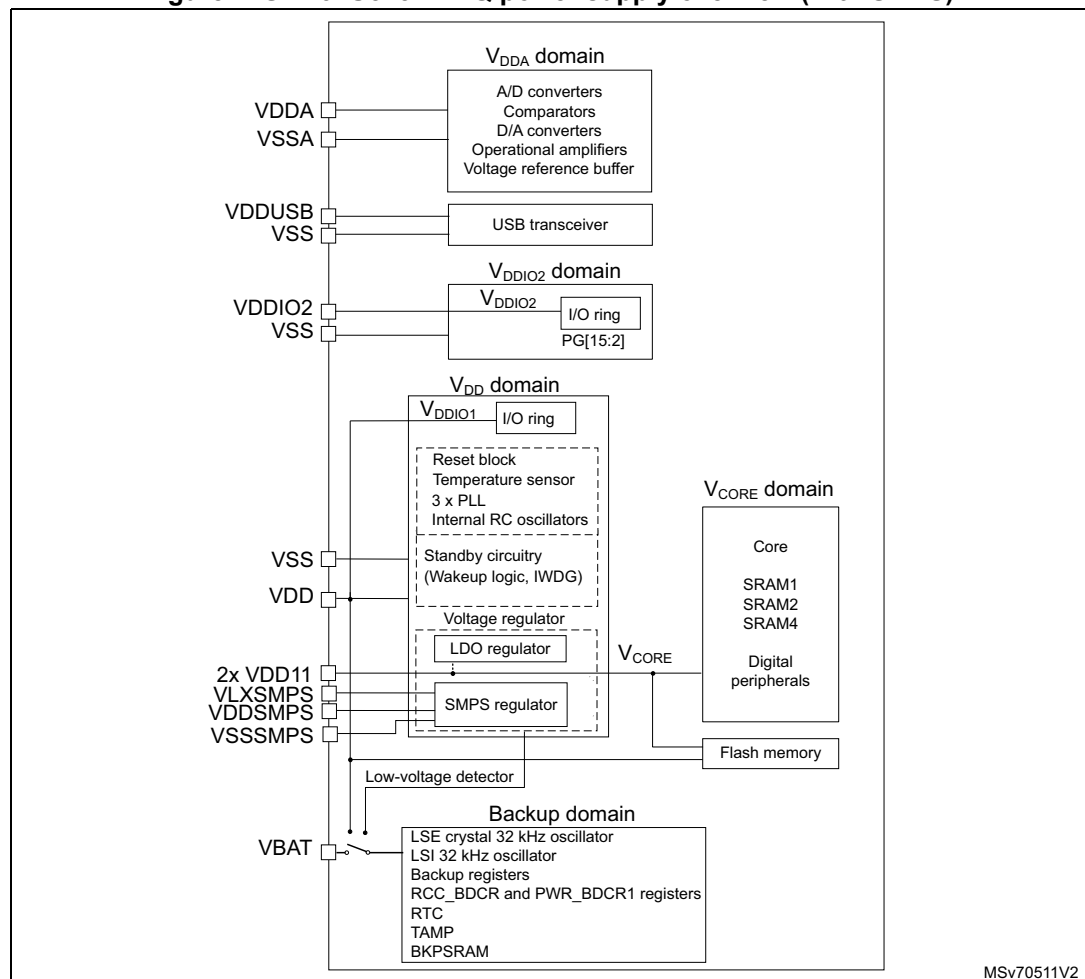 V_DDA domain
A/D converters
Comparators
D/A converters
Operational amplifiers
Voltage reference buffer
VDDA
VSSA
VDDUSB
VSS
USB transceiver
V_DDIO2 domain
VDDIO2
VSS
V_DDIO2
I/O ring
PG[15:2]
V_DD domain
V_DDIO1
I/O ring
Reset block
Temperature sensor
3 x PLL
Internal RC oscillators
VSS
VDD
Standby circuitry
(Wakeup logic, IWDG)
Voltage regulator
LDO regulator
2x VDD11
VLXSMPS
VDDSMPS
VSSSMPS
SMPS regulator
V_CORE
V_CORE domain
Core
SRAM1
SRAM2
SRAM4
Digital
peripherals
Flash memory
Low-voltage detector
VBAT
Backup domain
LSE crystal 32 kHz oscillator
LSI 32 kHz oscillator
Backup registers
RCC_BDCR and PWR_BDCR1 registers
RTC
TAMP
BKPSRAM
MSv70511V2